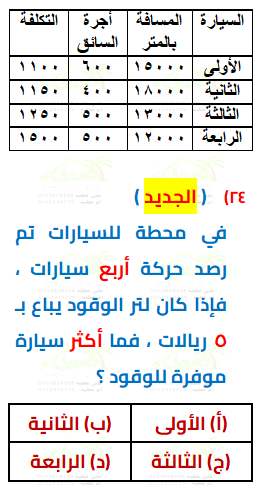 السيارة المسافة بالمتر أجرة السائق التكلفة
الأولى ١٥٠٠٠ ٦٠٠ ١١٠٠
الثانية ١٨٠٠٠ ٤٠٠ ١١٥٠
الثالثة ١٣٠٠٠ ٥٠٠ ١٢٥٠
الرابعة ١٢٠٠٠ ٥٠٠ ١٥٠٠
٢٤) ( الجديد )
في محطة للسيارات تم
رصد حركة أربع سيارات ،
فإذا كان لتر الوقود يباع بـ
٥ ريالات ، فما أكثر سيارة
موفرة للوقود ؟
(أ) الأولى (ب) الثانية
(ج) الثالثة (د) الرابعة